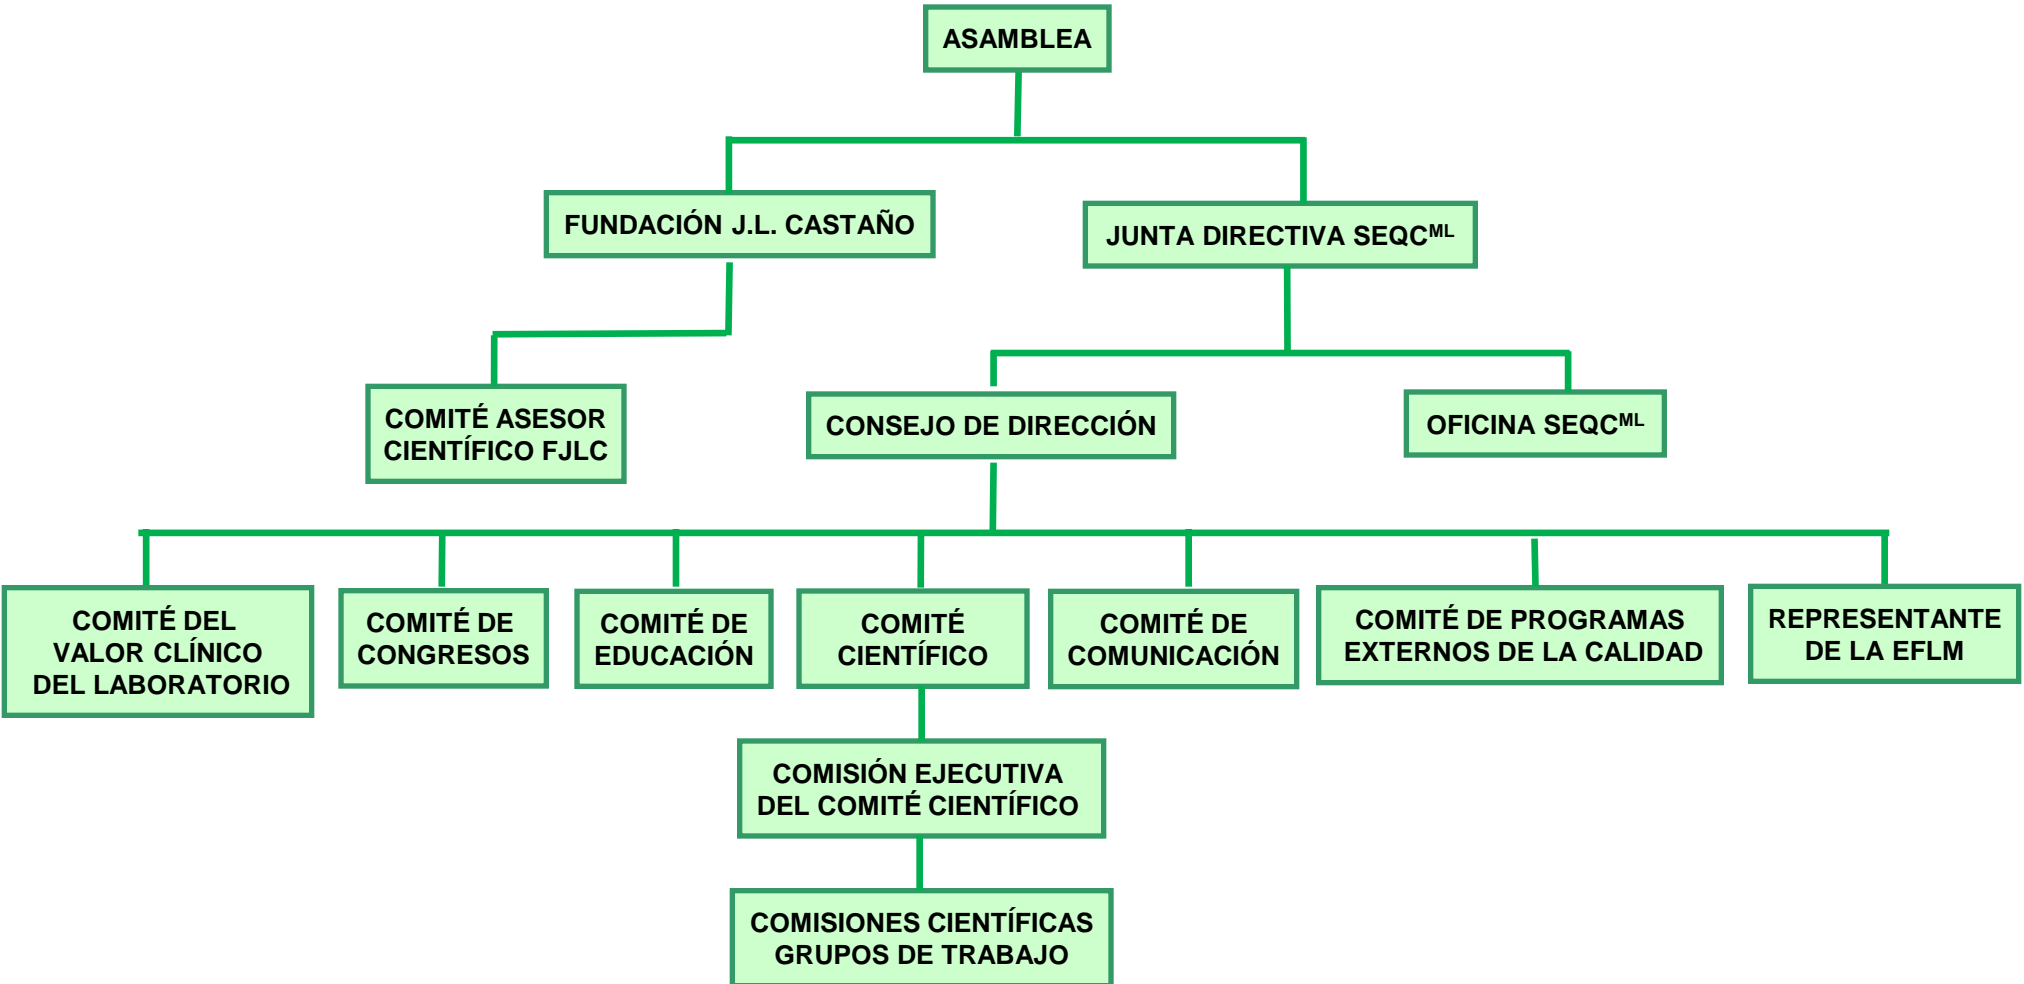 ASAMBLEA
FUNDACIÓN J.L. CASTAÑO
JUNTA DIRECTIVA SEQCᴹᴸ
COMITÉ ASESOR
CIENTÍFICO FJLC
CONSEJO DE DIRECCIÓN
OFICINA SEQCᴹᴸ
COMITÉ DEL
VALOR CLÍNICO
DEL LABORATORIO
COMITÉ DE
CONGRESOS
COMITÉ DE
EDUCACIÓN
COMITÉ
CIENTÍFICO
COMITÉ DE
COMUNICACIÓN
COMITÉ DE PROGRAMAS
EXTERNOS DE LA CALIDAD
REPRESENTANTE
DE LA EFLM
COMISIÓN EJECUTIVA
DEL COMITÉ CIENTÍFICO
COMISIONES CIENTÍFICAS
GRUPOS DE TRABAJO